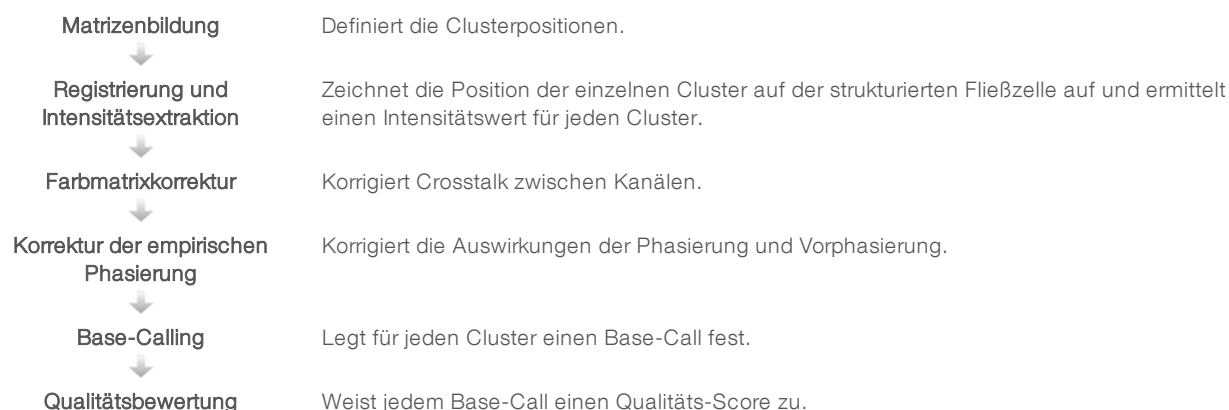 Matrizenbildung
Definiert die Clusterpositionen.
Registrierung und
Intensitätsextraktion
Zeichnet die Position der einzelnen Cluster auf der strukturierten Fließzelle auf und ermittelt
einen Intensitätswert für jeden Cluster.
Farbmatrixkorrektur
Korrigiert Crosstalk zwischen Kanälen.
Korrektur der empirischen
Phasierung
Korrigiert die Auswirkungen der Phasierung und Vorphasierung.
Base-Calling
Legt für jeden Cluster einen Base-Call fest.
Qualitätsbewertung
Weist jedem Base-Call einen Qualitäts-Score zu.